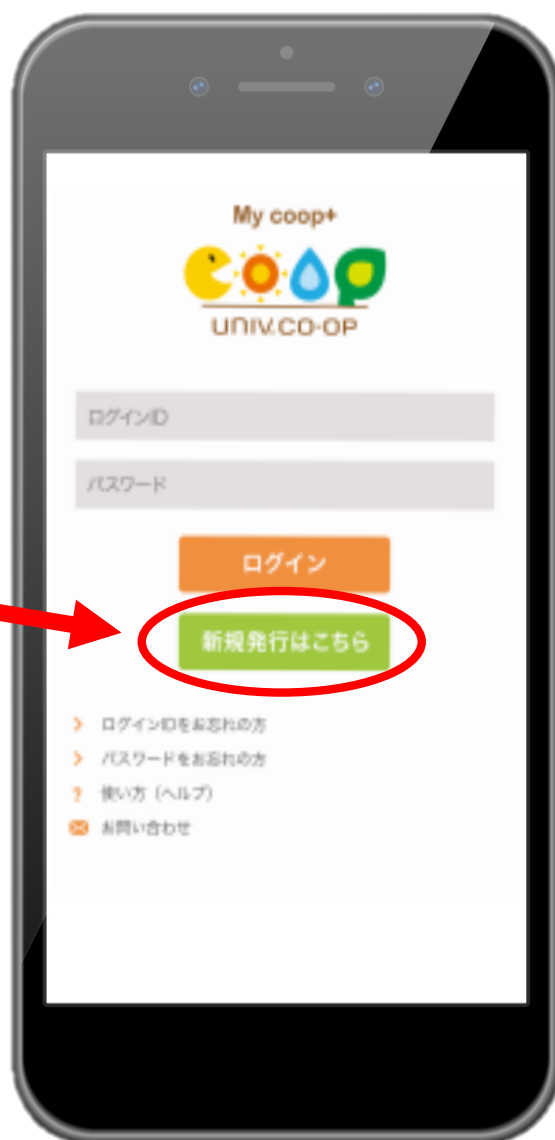 My coop+
coop
UNIV.CO-OP
ログインID
パスワード
ログイン
新規発行はこちら
ログインIDをお忘れの方
パスワードをお忘れの方
? 使い方（ヘルプ）
お問い合わせ